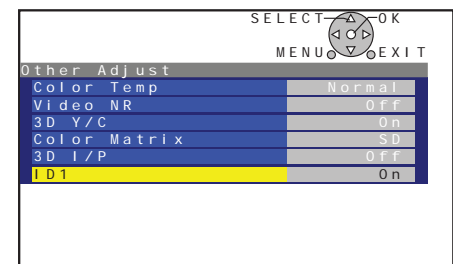 SELECT OK
MENU EXIT
Other Adjust
Color Temp Normal
Video NR Off
3D Y/C On
Color Matrix SD
3D I/P Off
ID1 On